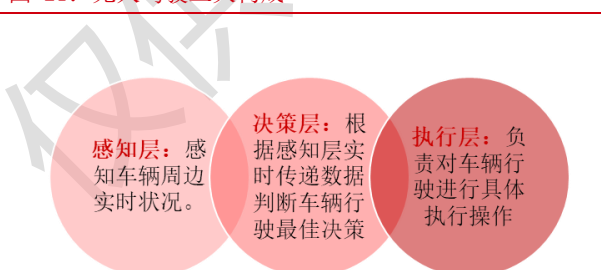 感知层：感
知车辆周边
实时状况。
决策层：根
据感知层实
时传递数据
判断车辆行
驶最佳决策
执行层：负
责对车辆行
驶进行具体
执行操作
仅供